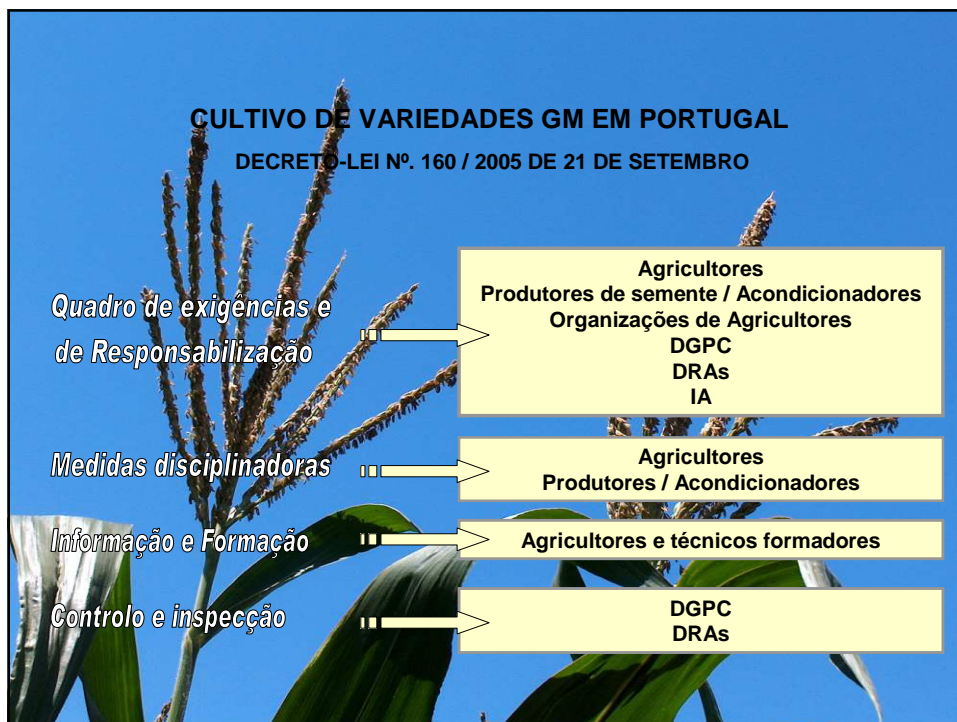 CULTIVO DE VARIEDADES GM EM PORTUGAL
DECRETO-LEI Nº. 160 / 2005 DE 21 DE SETEMBRO
Quadro de exigências e
de Responsabilização
Agricultores
Produtores de semente / Acondicionadores
Organizações de Agricultores
DGPC
DRAs
IA
Medidas disciplinadoras
Agricultores
Produtores / Acondicionadores
Informação e Formação
Agricultores e técnicos formadores
Controlo e inspecção
DGPC
DRAs